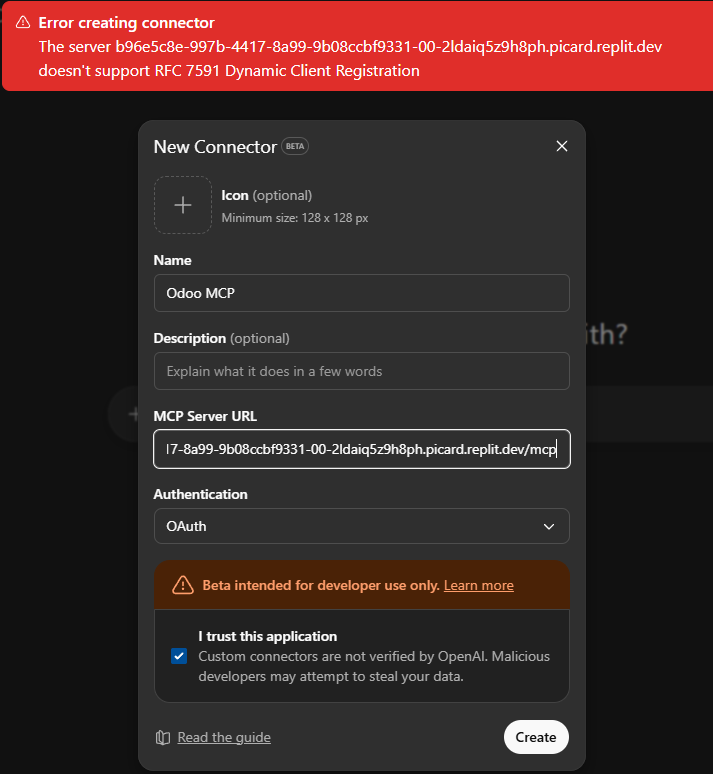 Error creating connector
The server b96e5c8e-997b-4417-8a99-9b08ccbf9331-00-2ldaiq5z9h8ph.picard.replit.dev
doesn't support RFC 7591 Dynamic Client Registration
New Connector BETA
Icon (optional)
Minimum size: 128 x 128 px
Name
Odoo MCP
Description (optional)
ith?
Explain what it does in a few words
MCP Server URL
17-8a99-9b08ccbf9331-00-2ldaiq5z9h8ph.picard.replit.dev/mcp
Authentication
OAuth
Beta intended for developer use only. Learn more
I trust this application
Custom connectors are not verified by OpenAI. Malicious
developers may attempt to steal your data.
Read the guide
Create